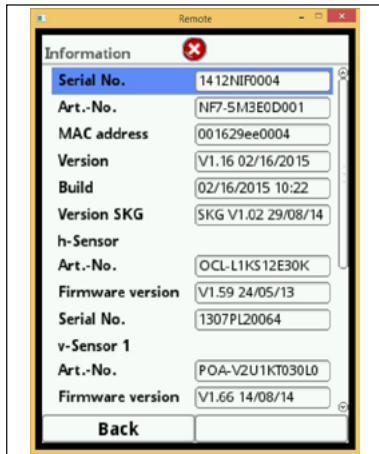 Remote
Information
Serial No. 1412NIF0004
Art.-No. NF7-5M3E0D001
MAC address 001629ee0004
Version V1.16 02/16/2015
Build 02/16/2015 10:22
Version SKG SKG V1.02 29/08/14
h-Sensor
Art.-No. OCL-L1KS12E30K
Firmware version V1.59 24/05/13
Serial No. 1307PL20064
v-Sensor 1
Art.-No. POA-V2U1KT030L0
Firmware version V1.66 14/08/14
Back